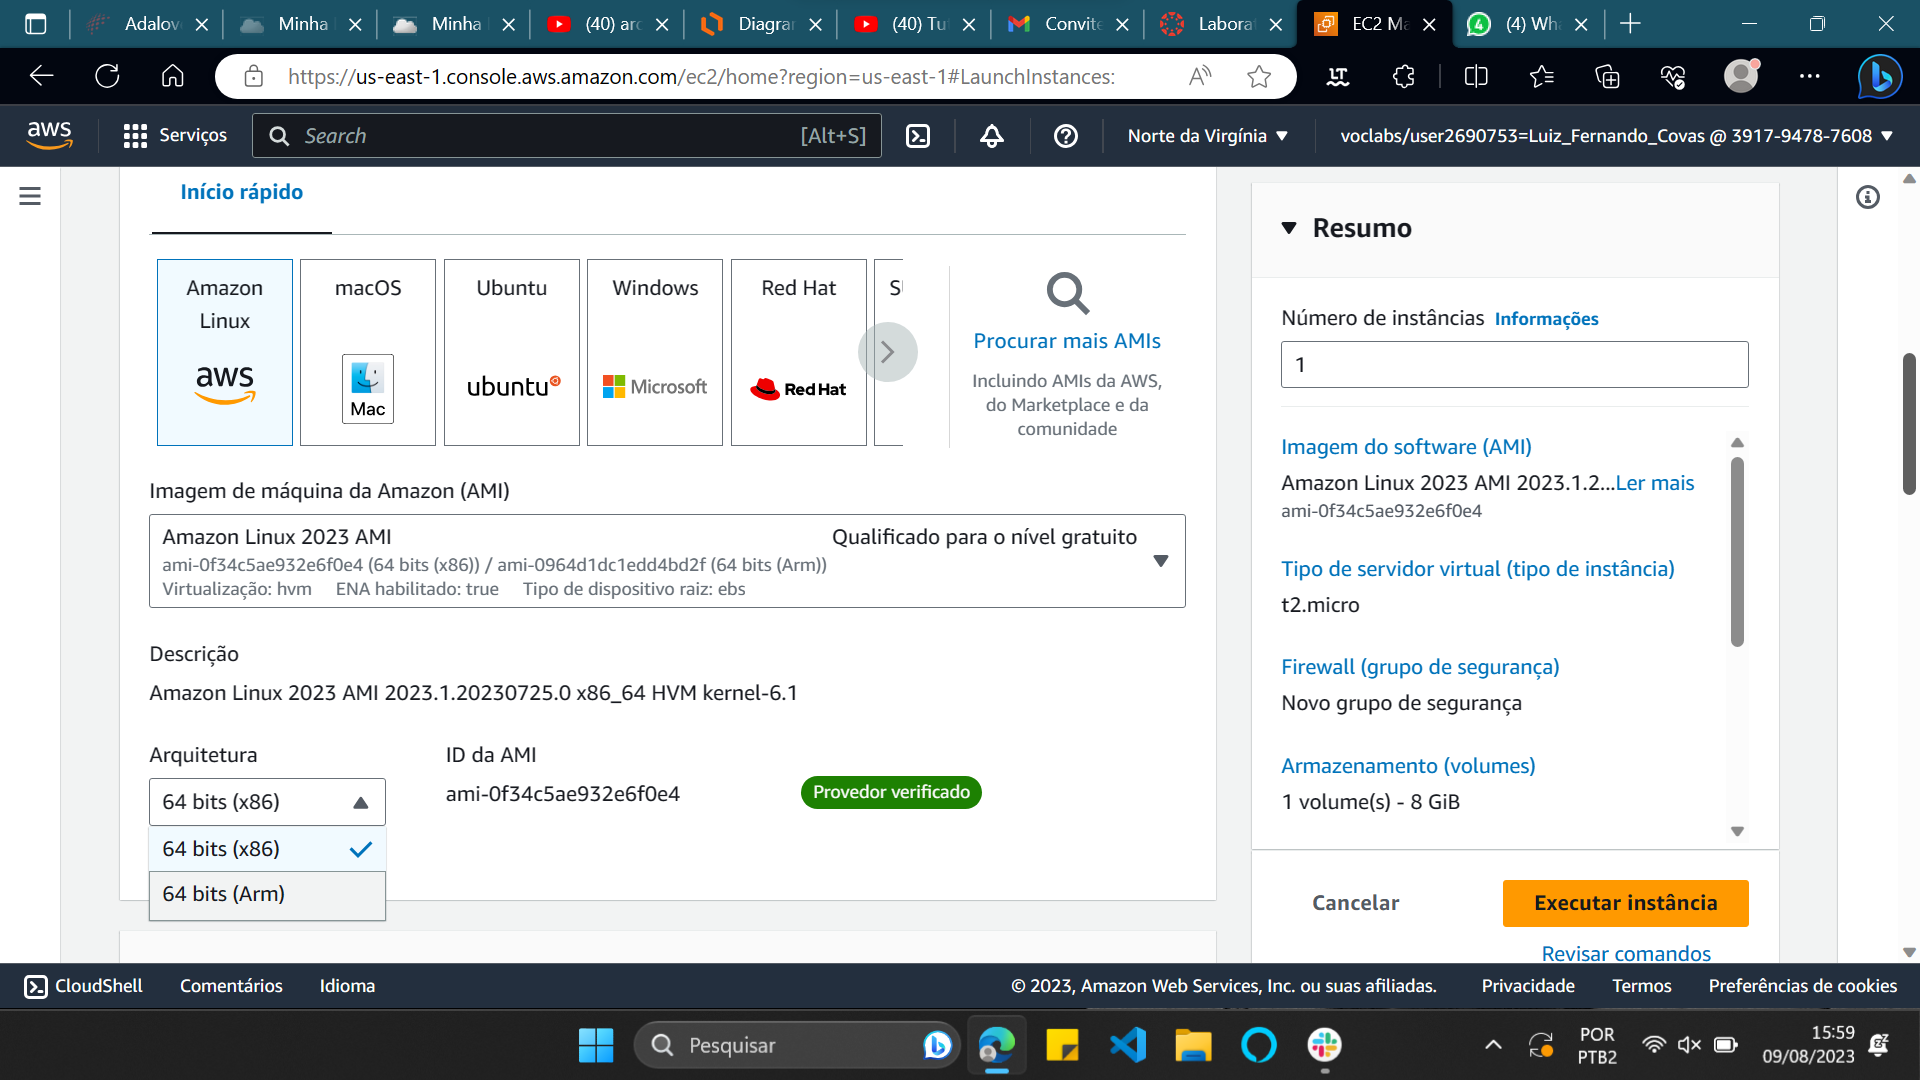 Adalov
Minha
Minha
(40) arc
Diagran
(40) Tu
Convite
Laborat
EC2 Ma
(4) Wha
https://us-east-1.console.aws.amazon.com/ec2/home?region=us-east-1#LaunchInstances:
aws
Serviços
Search
[Alt+S]
Norte da Virgínia
voclabs/user2690753=Luiz_Fernando_Covas @ 3917-9478-7608
Início rápido
Amazon Linux
aws
macOS
Mac
Ubuntu
ubuntu
Windows
Microsoft
Red Hat
Red Hat
Procurar mais AMIs
Incluindo AMIs da AWS,
do Marketplace e da
comunidade
Imagem de máquina da Amazon (AMI)
Amazon Linux 2023 AMI
Qualificado para o nível gratuito
ami-0f34c5ae932e6f0e4 (64 bits (x86)) / ami-0964d1dc1edd4bd2f (64 bits (Arm))
Virtualização: hvm ENA habilitado: true Tipo de dispositivo raiz: ebs
Descrição
Amazon Linux 2023 AMI 2023.1.20230725.0 x86_64 HVM kernel-6.1
Arquitetura
ID da AMI
64 bits (x86)
ami-0f34c5ae932e6f0e4
Provedor verificado
64 bits (x86)
64 bits (Arm)
Resumo
Número de instâncias Informações
1
Imagem do software (AMI)
Amazon Linux 2023 AMI 2023.1.2...Ler mais
ami-0f34c5ae932e6f0e4
Tipo de servidor virtual (tipo de instância)
t2.micro
Firewall (grupo de segurança)
Novo grupo de segurança
Armazenamento (volumes)
1 volume(s) - 8 GiB
Cancelar
Executar instância
Revisar comandos
CloudShell
Comentários
Idioma
© 2023, Amazon Web Services, Inc. ou suas afiliadas.
Privacidade
Termos
Preferências de cookies
Pesquisar
POR
PTB2
15:59
09/08/2023